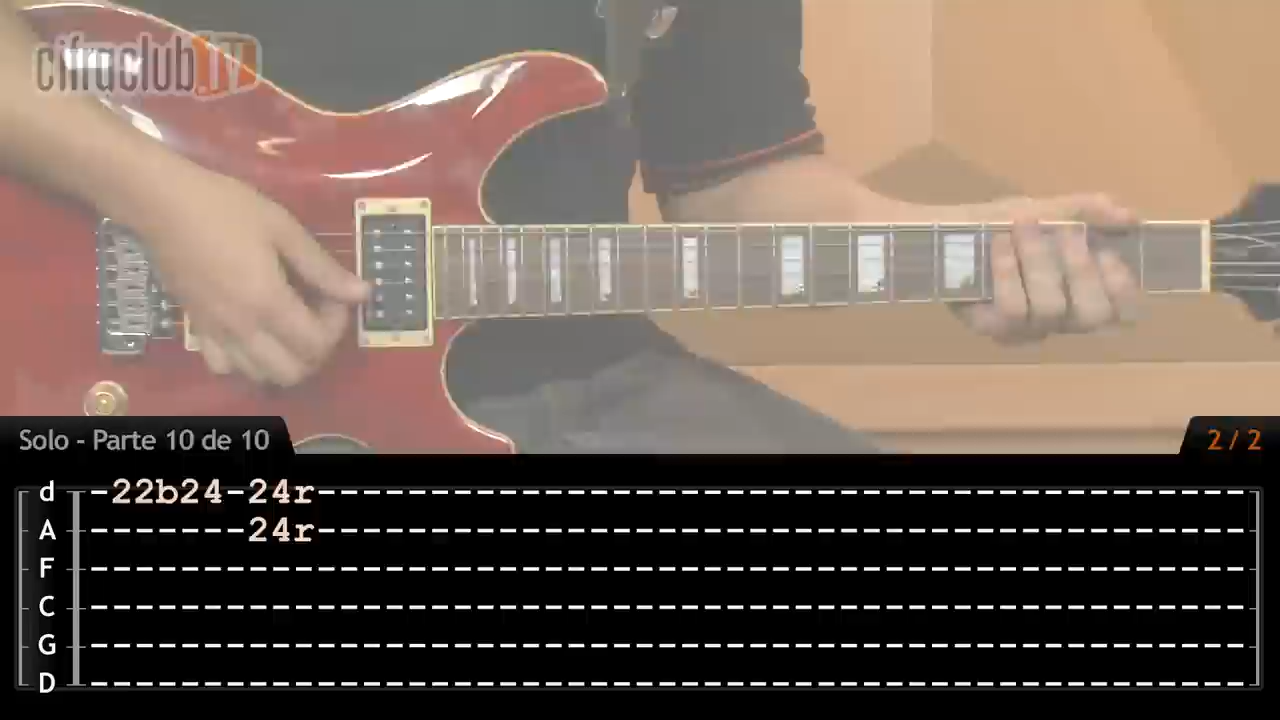 cifraclub.TV
Solo - Parte 10 de 10
2 / 2
d -22b24-24r------------------------------------------
A -------24r------------------------------------------
F ----------------------------------------------------
C ----------------------------------------------------
G ----------------------------------------------------
D ----------------------------------------------------